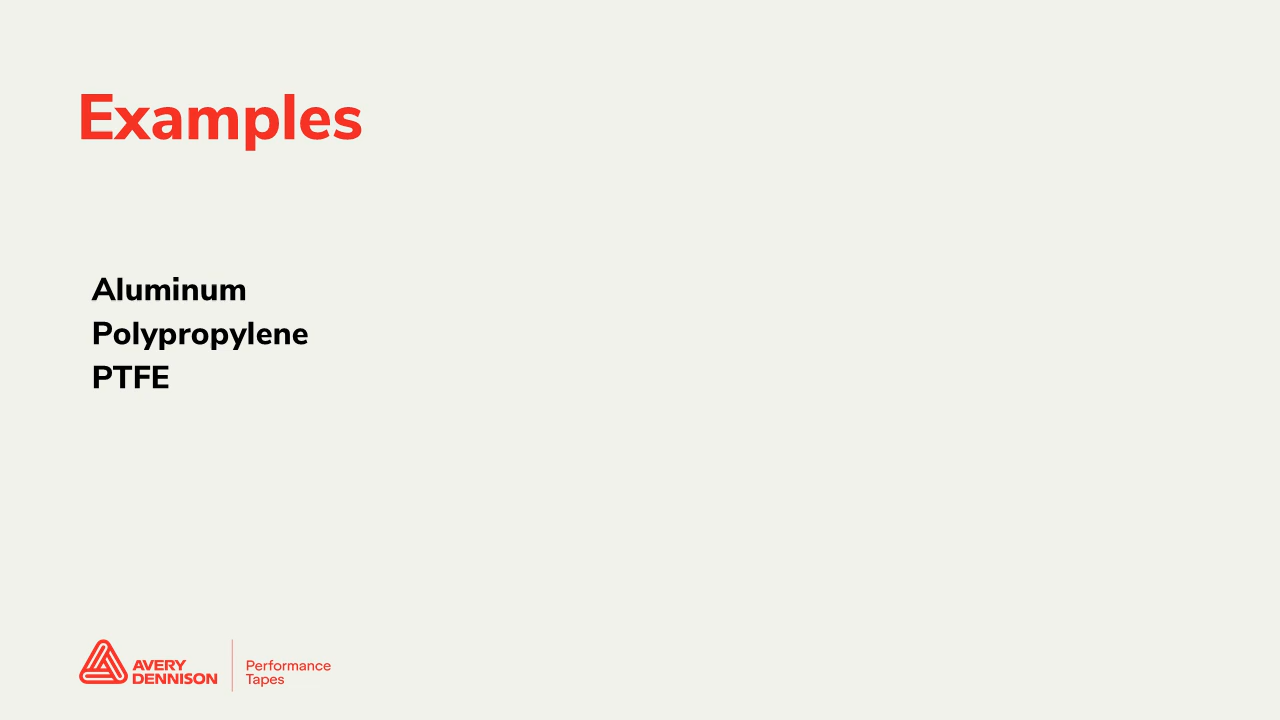 Examples
Aluminum
Polypropylene
PTFE
AVERY
DENNISON
Performance
Tapes